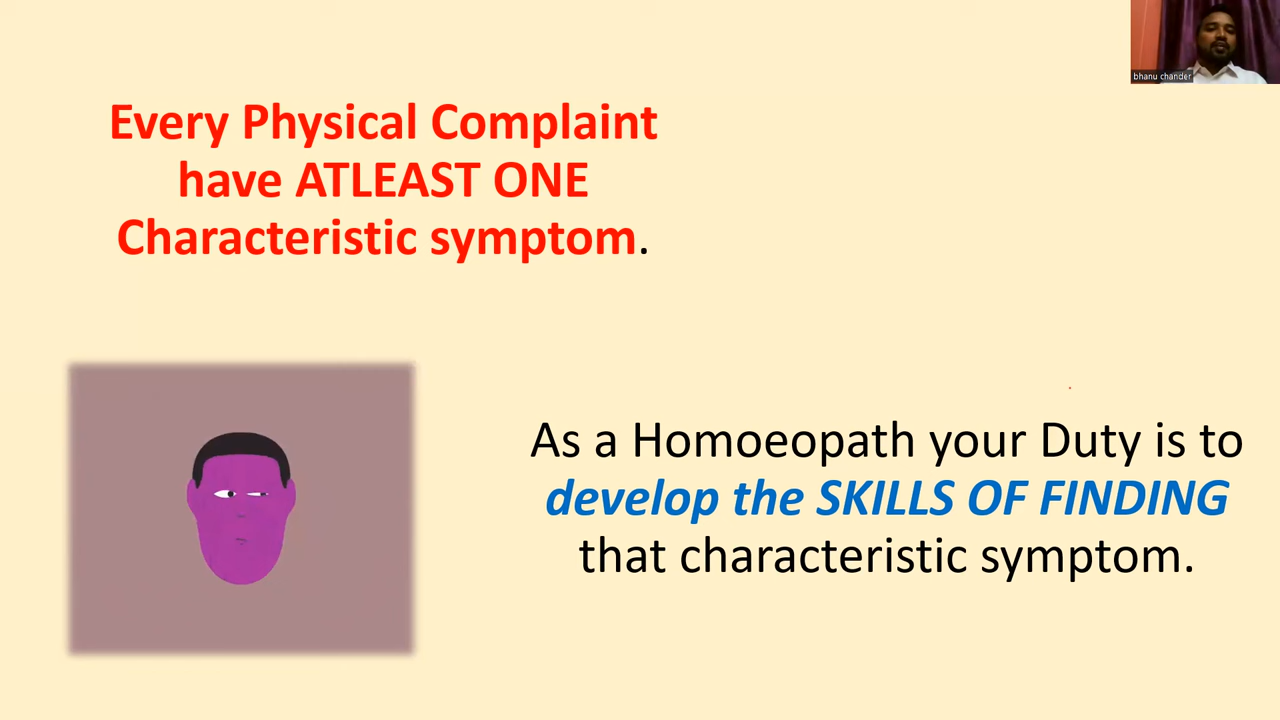 bhanu chander
Every Physical Complaint
have ATLEAST ONE
Characteristic symptom.
As a Homoeopath your Duty is to
develop the SKILLS OF FINDING
that characteristic symptom.